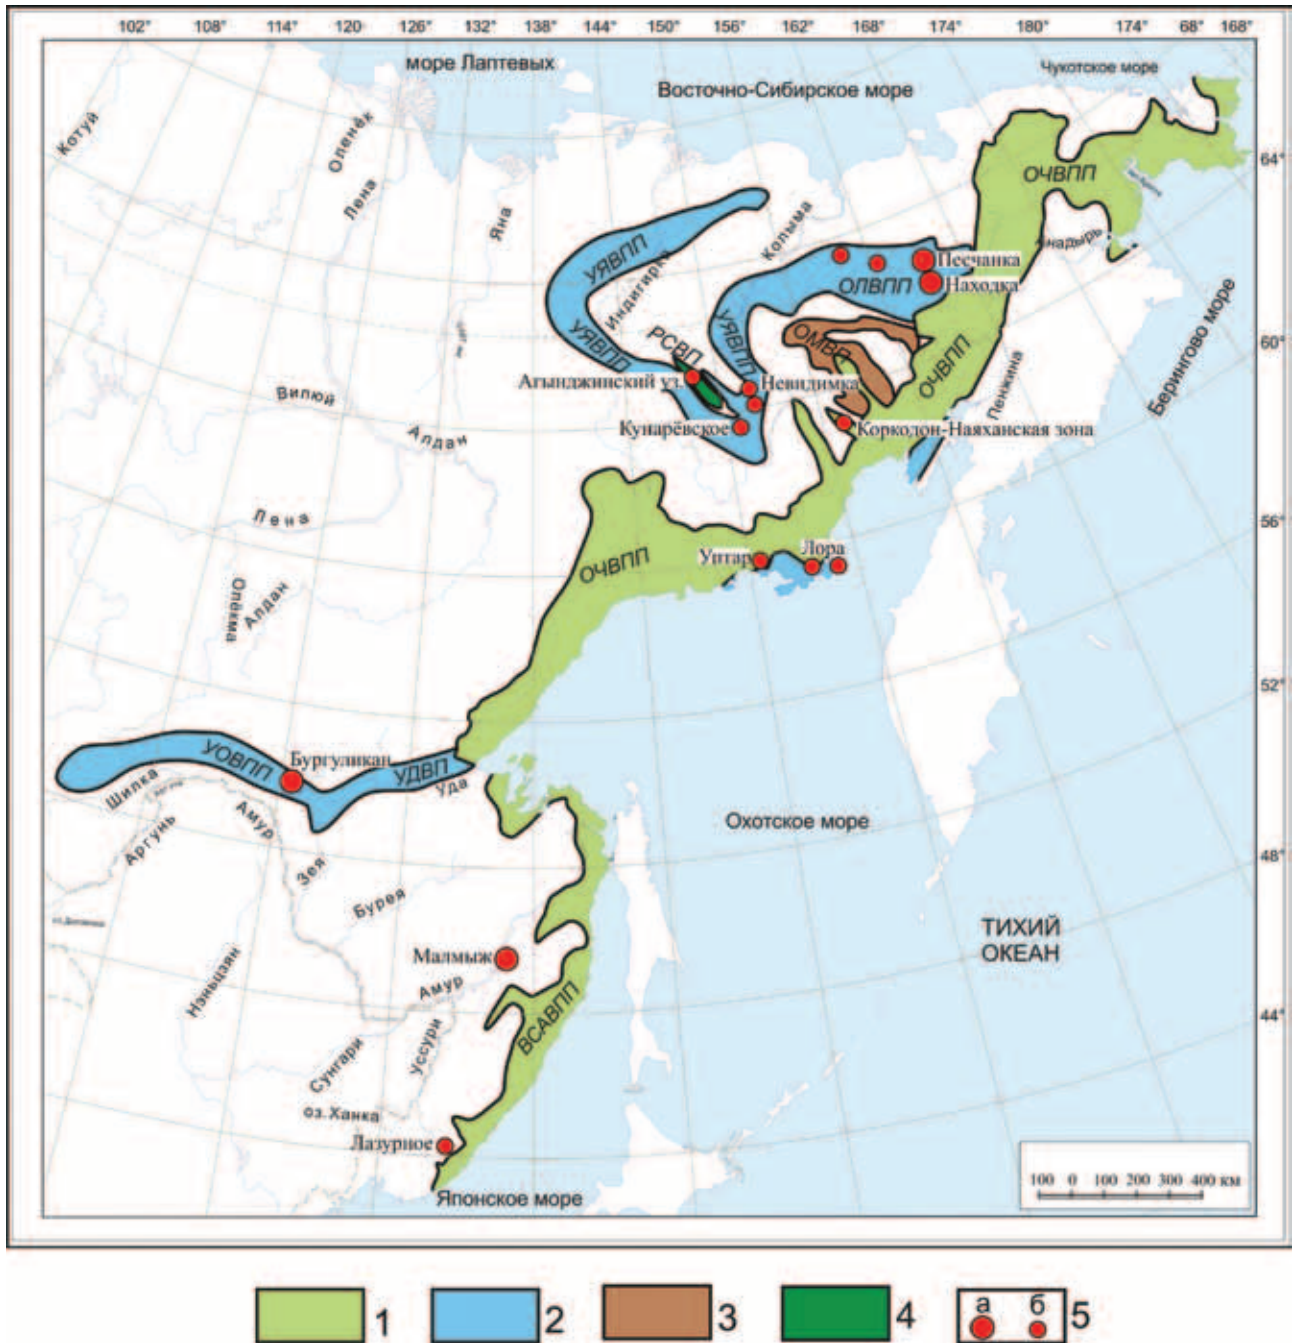 102° 108° 114° 120 126° 132° 138° 144° 150° 156° 162° 168° 174° 180° 174° 68° 168°
море Лаптевых
Чукотское море
Восточно-Сибирское море
Котуй
Оленёк
Лена
Яна
64°
ОЧВПП
Колыма
Анадырь
УЯВПП
Индигирка
Песчанка
ОЛВПП
Находка
Берингово море
УЯВПП
УЯВПП
ОМВП
60°
РСВП
ОЧВПП
Пенжина
Агынджинский уз.
Невидимка
Вилюй
Кунарёвское
Коркодон-Наяханская зона
Алдан
Лена
56°
Уптар
Лора
ОЧВПП
Олёкма
Алдан
52°
УОВПП
Бургуликан
УДВП
Шилка
Уда
Амур
Аргунь
Охотское море
48°
Зея
Бурея
ТИХИЙ
ОКЕАН
Малмыж
Нэньцзян
Амур
ВСАВПП
44°
Сунгари
Уссури
оз. Ханка
Лазурное
Японское море
100 0 100 200 300 400 км
1 2 3 4 а б 5